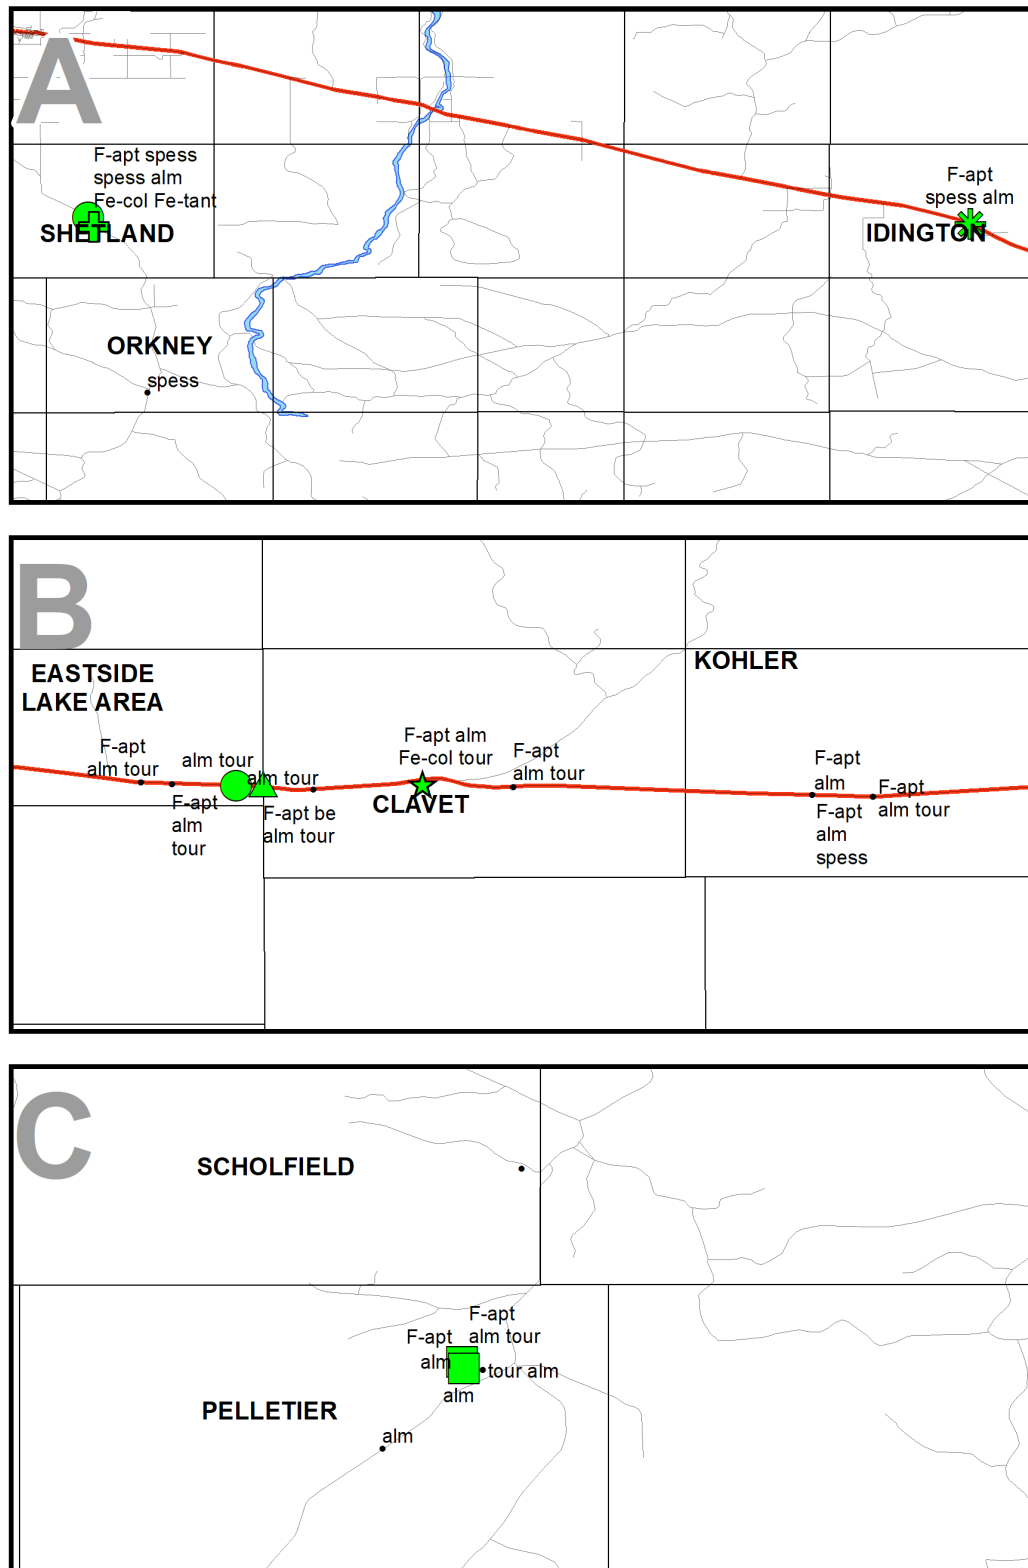 A
F-apt spess
spess alm
Fe-col Fe-tant
SHETLAND
F-apt
spess alm
IDINGTON
ORKNEY
spess
B
EASTSIDE
LAKE AREA
KOHLER
F-apt
alm tour
alm tour
alm tour
F-apt
alm
tour
F-apt be
alm tour
F-apt alm
Fe-col tour
CLAVET
F-apt
alm tour
F-apt
alm
F-apt
alm
spess
F-apt
alm tour
C
SCHOLFIELD
F-apt
alm tour
F-apt
alm
tour alm
alm
PELLETIER
alm